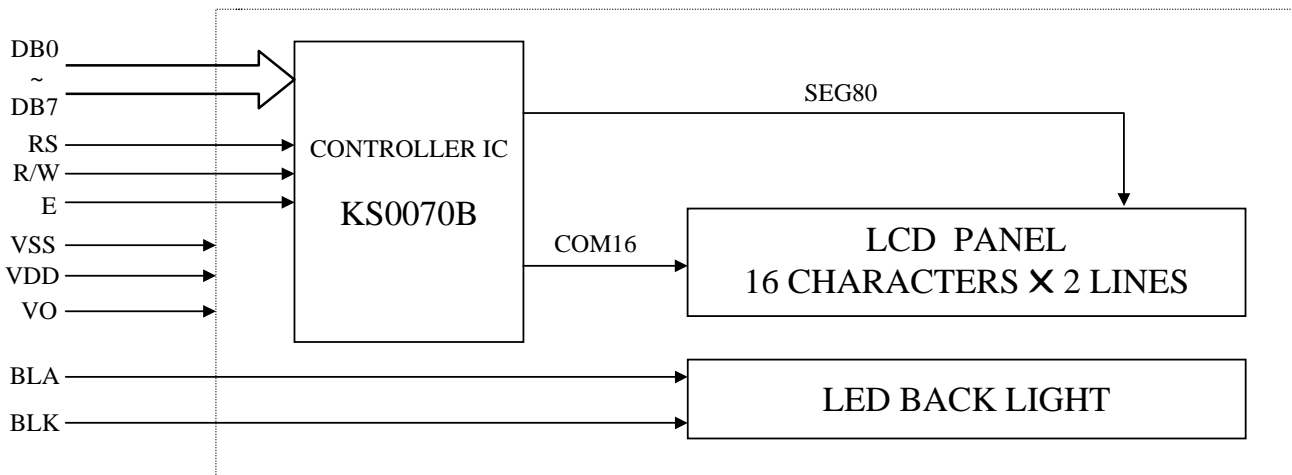 DB0
~
DB7
RS
R/W
E
VSS
VDD
VO
BLA
BLK
CONTROLLER IC
KS0070B
SEG80
COM16
LCD PANEL
16 CHARACTERS X 2 LINES
LED BACK LIGHT